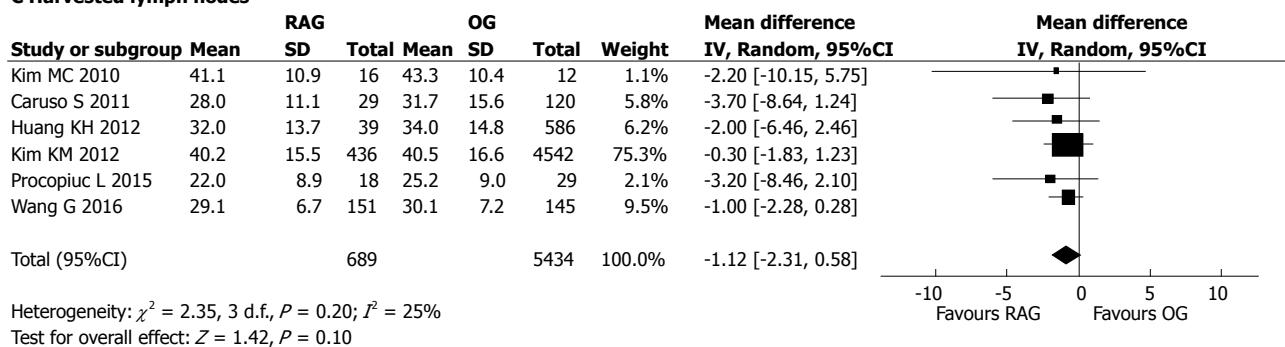 C Harvested lymph nodes
RAG OG Mean difference Mean difference
Study or subgroup Mean SD Total Mean SD Total Weight IV, Random, 95%CI IV, Random, 95%CI
Kim MC 2010 41.1 10.9 16 43.3 10.4 12 1.1% -2.20 [-10.15, 5.75]
Caruso S 2011 28.0 11.1 29 31.7 15.6 120 5.8% -3.70 [-8.64, 1.24]
Huang KH 2012 32.0 13.7 39 34.0 14.8 586 6.2% -2.00 [-6.46, 2.46]
Kim KM 2012 40.2 15.5 436 40.5 16.6 4542 75.3% -0.30 [-1.83, 1.23]
Procopiuc L 2015 22.0 8.9 18 25.2 9.0 29 2.1% -3.20 [-8.46, 2.10]
Wang G 2016 29.1 6.7 151 30.1 7.2 145 9.5% -1.00 [-2.28, 0.28]
Total (95%CI) 689 5434 100.0% -1.12 [-2.31, 0.58]
-10 -5 0 5 10
Heterogeneity: χ² = 2.35, 3 d.f., P = 0.20; I² = 25% Favours RAG Favours OG
Test for overall effect: Z = 1.42, P = 0.10